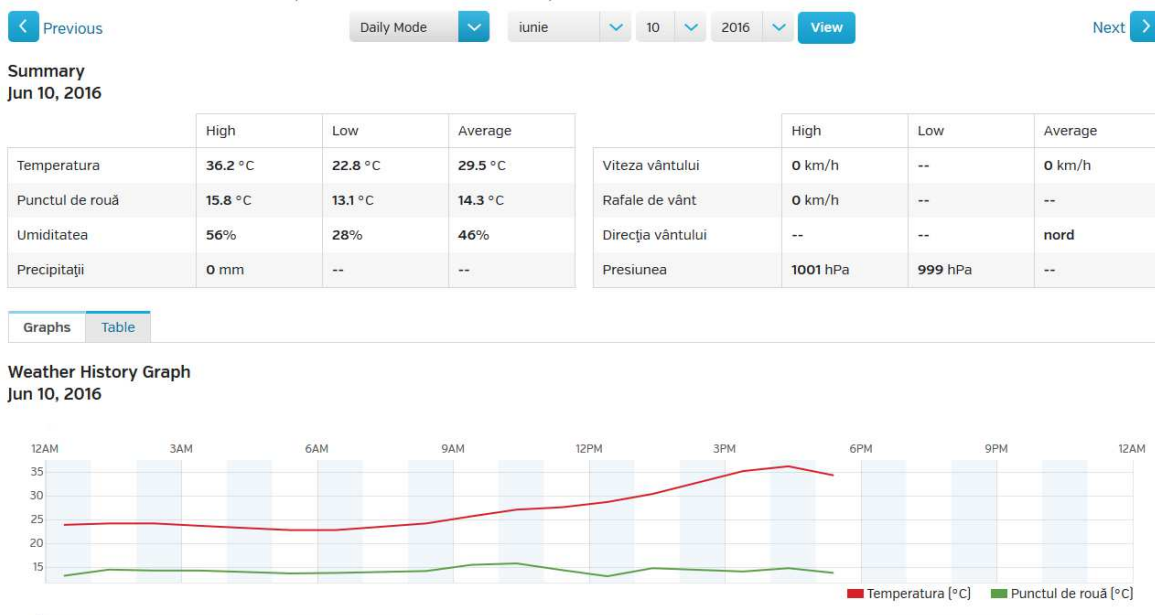 Previous Daily Mode iunie 10 2016 View Next
Summary
Jun 10, 2016
High Low Average High Low Average
Temperatura 36.2 °C 22.8 °C 29.5 °C Viteza vântului 0 km/h -- 0 km/h
Punctul de rouă 15.8 °C 13.1 °C 14.3 °C Rafale de vânt 0 km/h -- --
Umiditatea 56% 28% 46% Direcţia vântului -- -- nord
Precipitaţii 0 mm -- -- Presiunea 1001 hPa 999 hPa --
Graphs Table
Weather History Graph
Jun 10, 2016
12AM 3AM 6AM 9AM 12PM 3PM 6PM 9PM 12AM
35
30
25
20
15
Temperatura (°C) Punctul de rouă (°C)